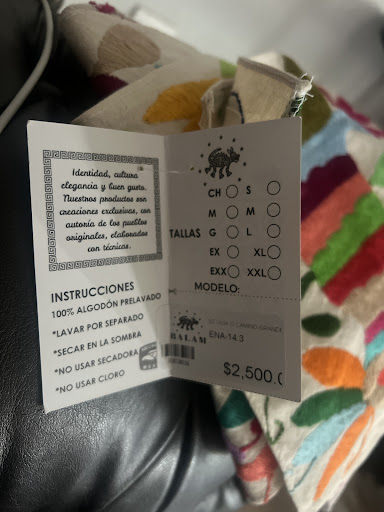 Identidad, cultura
elegancia y buen gusto.
Nuestros productos son
creaciones exclusivas, con
autoría de los pueblos
originales, elaborados
con técnicas.
INSTRUCCIONES
100% ALGODÓN PRELAVADO
*LAVAR POR SEPARADO
*SECAR EN LA SOMBRA
*NO USAR SECADORA
*NO USAR CLORO
TALLAS
CH S
M M
G L
EX XL
EXX XXL
MODELO:
BALAM
ENA-14.3
$2,500.0